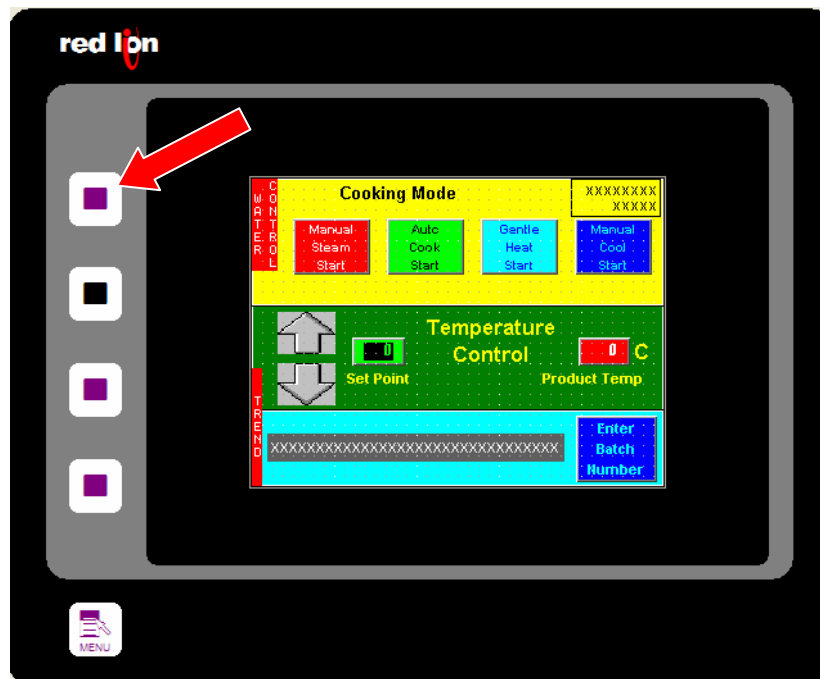 red lion
WATER
CONTROL
Cooking Mode
XXXXXXXX
XXXXX
Manual
Steam
Start
Auto
Cook
Start
Gentle
Heat
Start
Manual
Cool
Start
Temperature
Control
0
Set Point
0 C
Product Temp
TREND
XXXXXXXXXXXXXXXXXXXXXXXXXXXXXXXX
Enter
Batch
Number
MENU